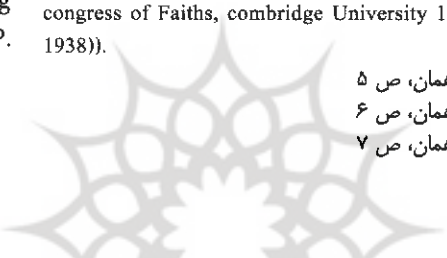 g
congress of Faiths, combridge University 1
P.
1938)).
همان، ص ۵
همان، ص ۶
همان، ص ۷